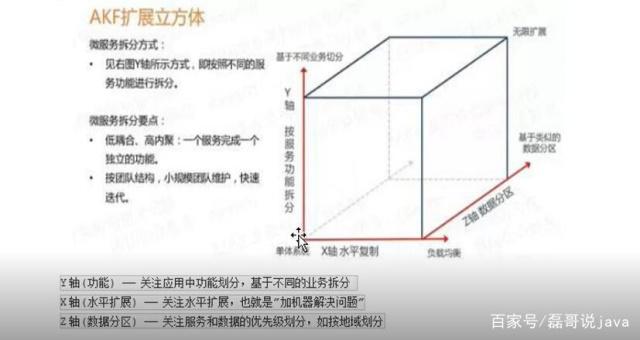 AKF扩展立方体
微服务拆分方式：
• 见右图Y轴所示方式，即按照不同的服
务功能进行拆分。
微服务拆分要点：
• 低耦合、高内聚：一个服务完成一个
独立的功能。
• 按团队结构，小规模团队维护，快速
迭代。
无限扩展
基于不同业务切分
Y轴 按服务功能拆分
基于类似的
数据分区
Z轴 数据分区
单体系统
X轴 水平复制
负载均衡
Y轴(功能) —— 关注应用中功能划分，基于不同的业务拆分
X轴(水平扩展) —— 关注水平扩展，也就是"加机器解决问题"
Z轴(数据分区) —— 关注服务和数据的优先级划分，如按地域划分
百家号/磊哥说java